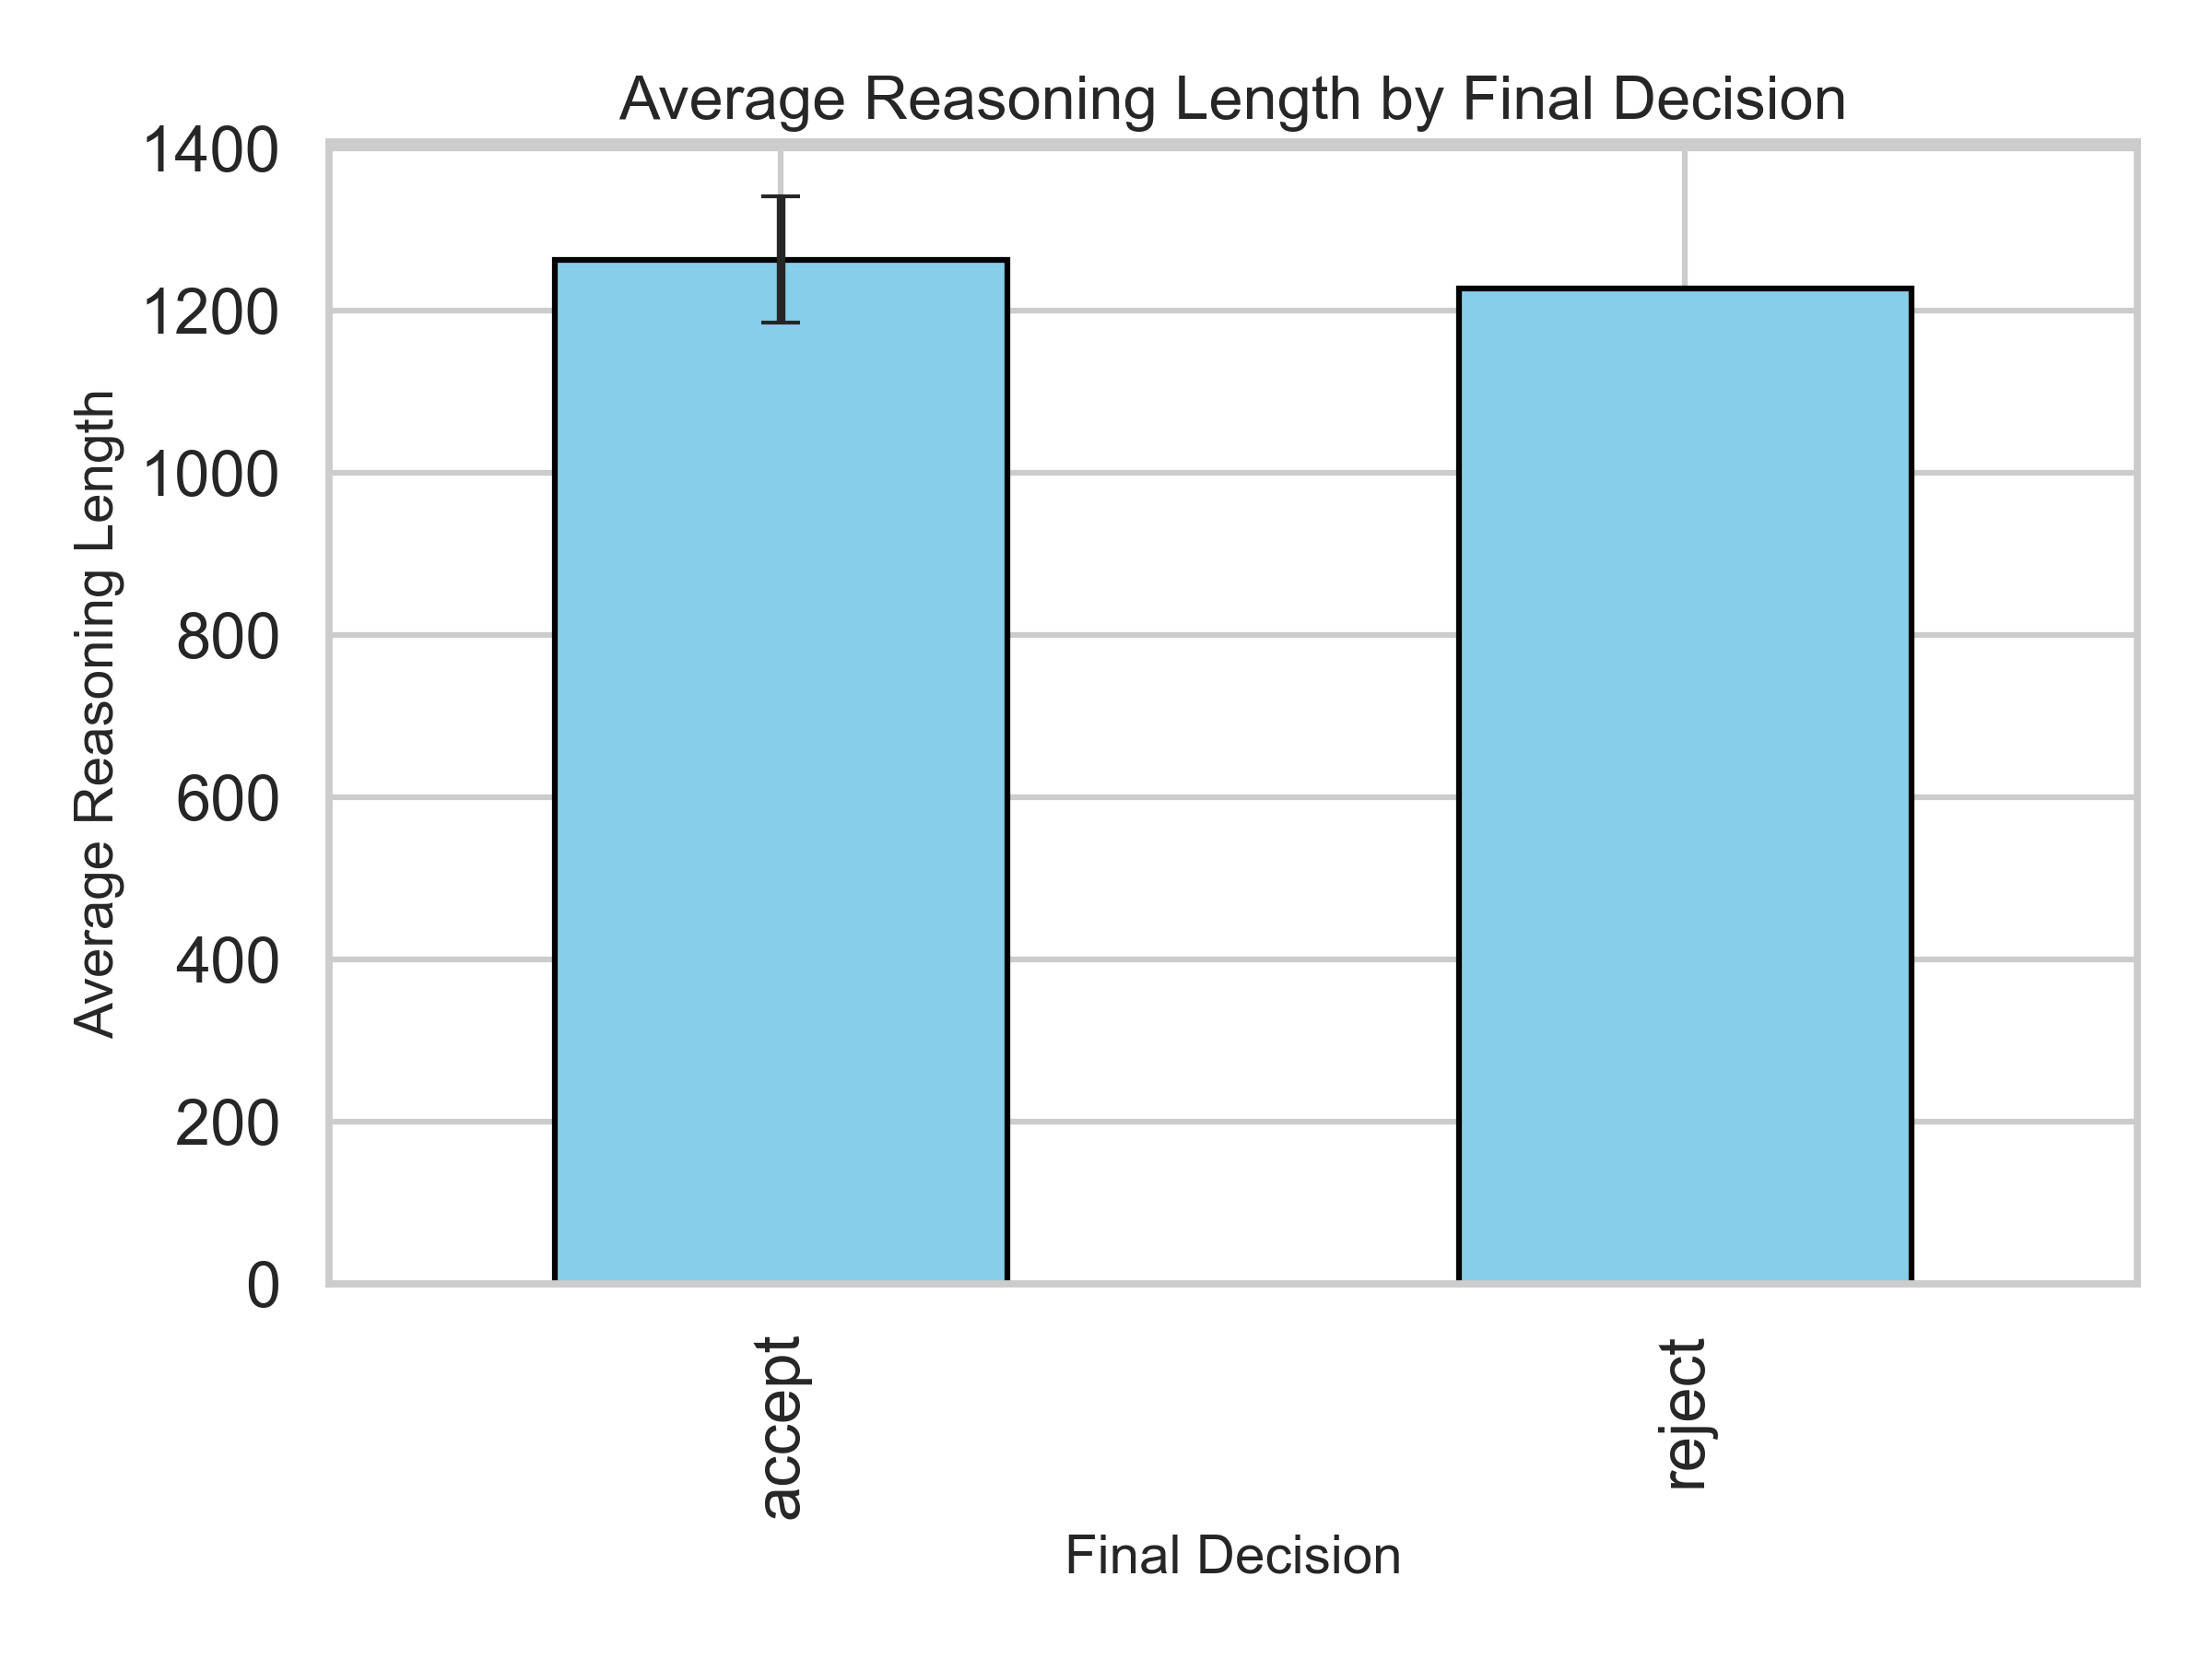 Average Reasoning Length by Final Decision
1400
1200
1000
800
600
400
200
0
Average Reasoning Length
accept
reject
Final Decision